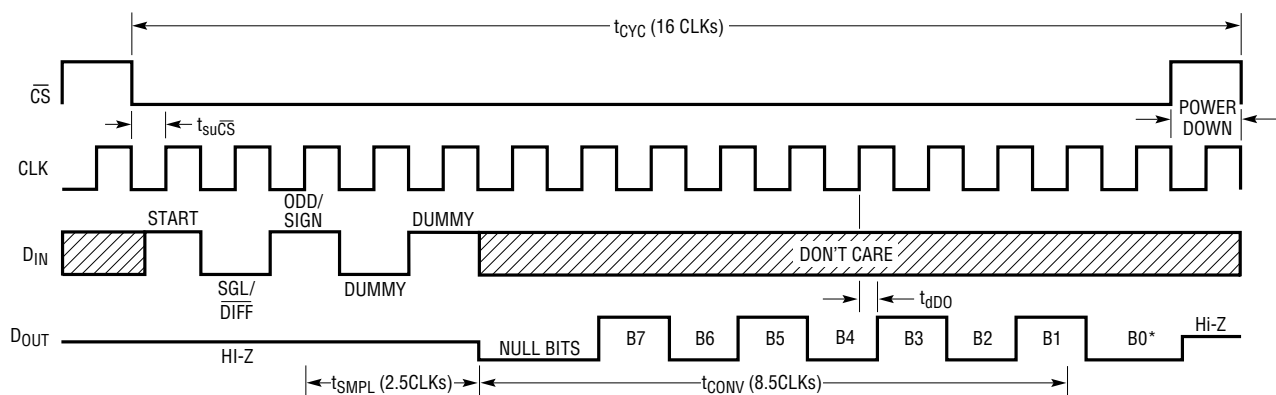 tCYC (16 CLKs)
CS
POWER
DOWN
tsuCS
CLK
START
ODD/
SIGN
DUMMY
DIN
DON'T CARE
SGL/
DIFF
DUMMY
tdDO
DOUT
HI-Z
NULL BITS
B7
B6
B5
B4
B3
B2
B1
B0*
Hi-Z
tSMPL (2.5CLKs)
tCONV (8.5CLKs)